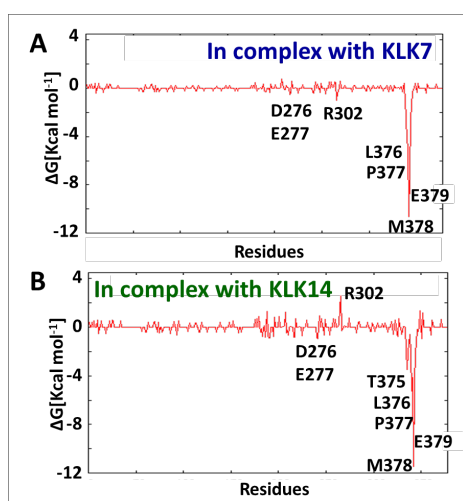 A
In complex with KLK7
4
0
-4
-8
-12
ΔG[Kcal mol-1]
D276
E277
R302
L376
P377
E379
M378
Residues
B
In complex with KLK14
4
0
-4
-8
-12
ΔG[Kcal mol-1]
R302
D276
E277
T375
L376
P377
E379
M378
Residues